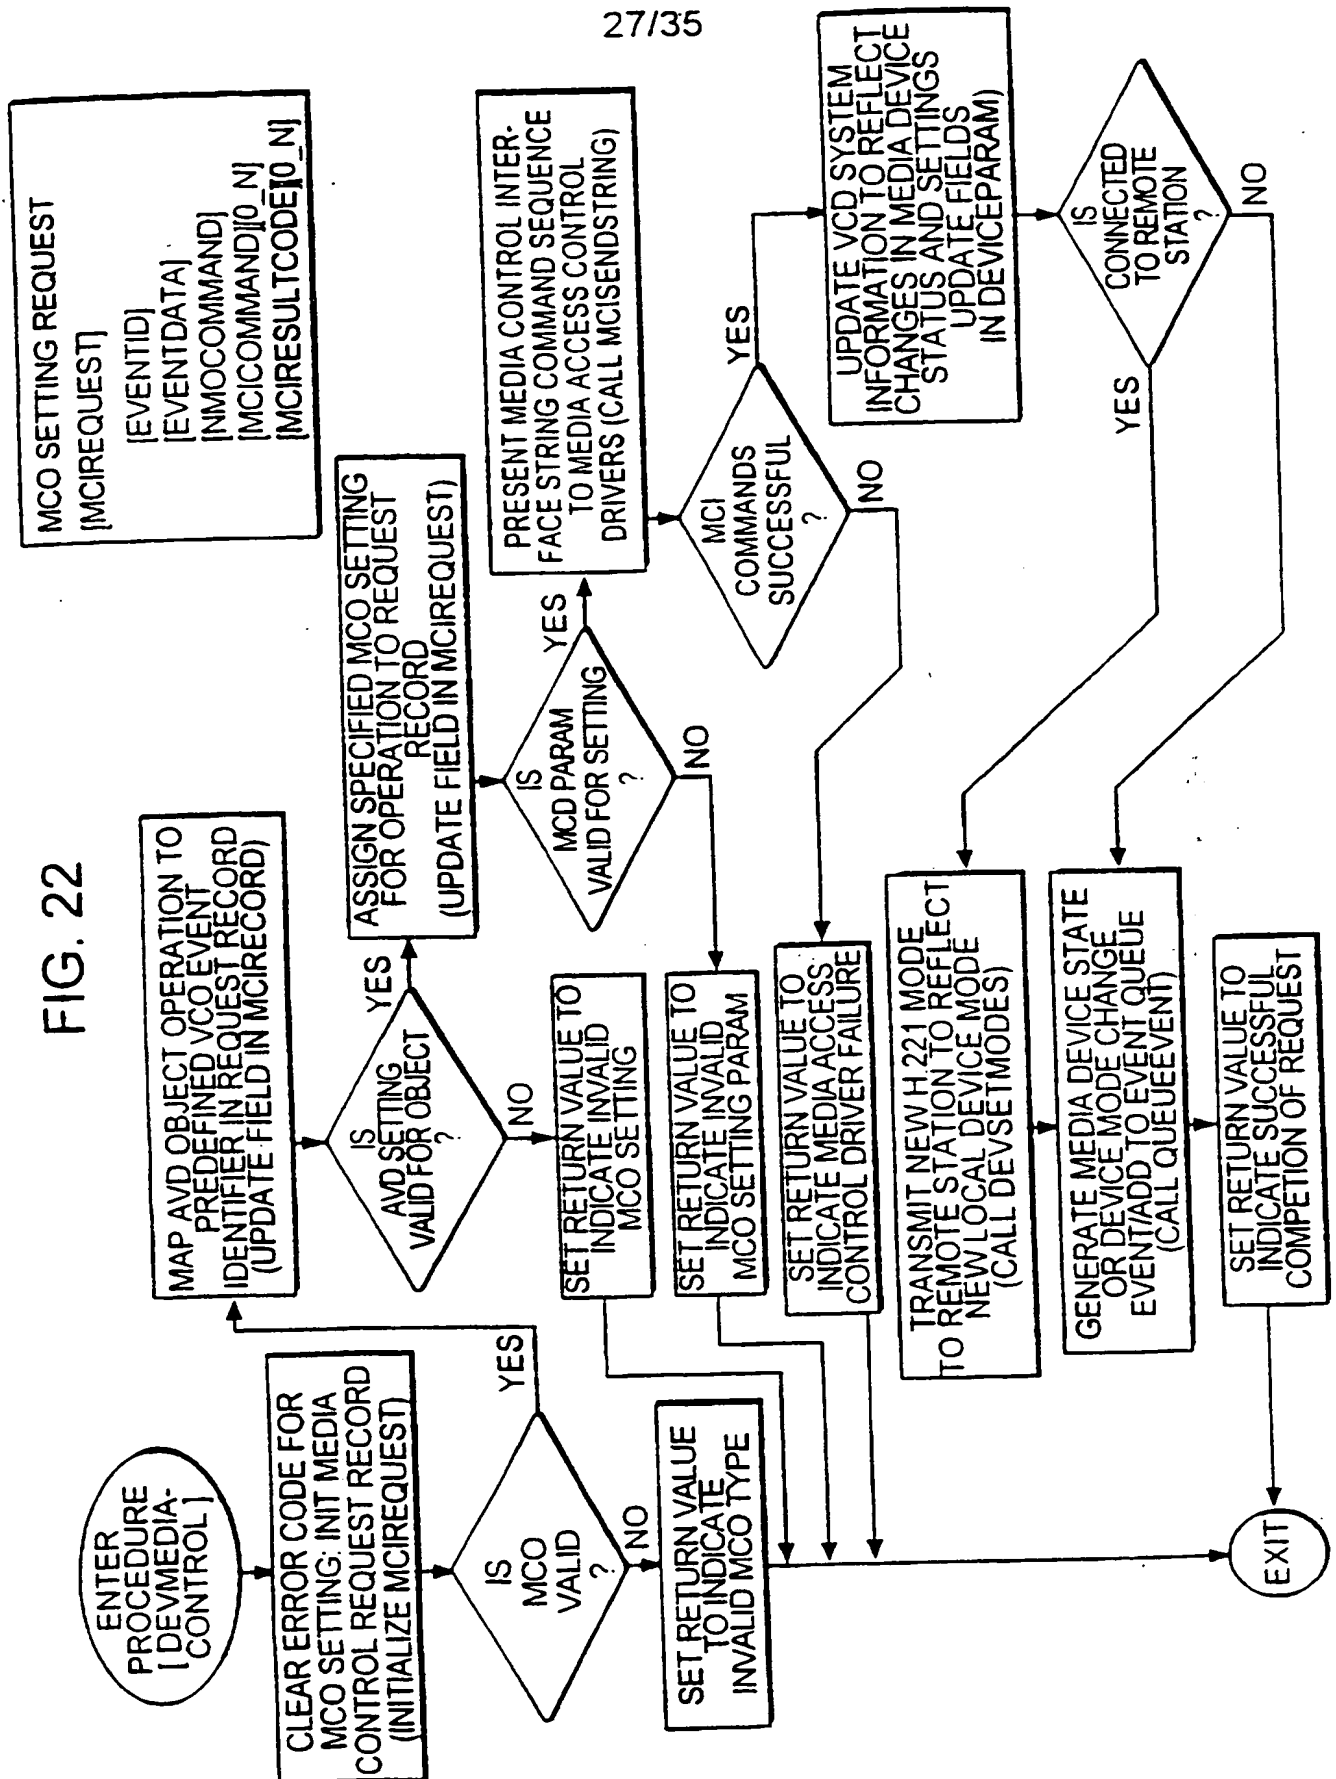 27/35
FIG. 22
MCO SETTING REQUEST
[MCIREQUEST]
[EVENTID]
[EVENTDATA]
[NMOCOMMAND]
[MCICOMMAND][0_N]
[MCIRESULTCODE][0_N]
ENTER
PROCEDURE
[DEVMEDIA-
CONTROL]
CLEAR ERROR CODE FOR
MCO SETTING: INIT MEDIA
CONTROL REQUEST RECORD
(INITIALIZE MCIREQUEST)
IS
MCO
VALID
?
YES
NO
SET RETURN VALUE
TO INDICATE
INVALID MCO TYPE
MAP AVD OBJECT OPERATION TO
PREDEFINED VCO EVENT
IDENTIFIER IN REQUEST RECORD
(UPDATE FIELD IN MCIRECORD)
IS
AVD SETTING
VALID FOR OBJECT
?
YES
NO
SET RETURN VALUE TO
INDICATE INVALID
MCO SETTING
ASSIGN SPECIFIED MCO SETTING
FOR OPERATION TO REQUEST
RECORD
(UPDATE FIELD IN MCIREQUEST)
IS
MCD PARAM
VALID FOR SETTING
?
YES
NO
SET RETURN VALUE TO
INDICATE INVALID
MCO SETTING PARAM
PRESENT MEDIA CONTROL INTER-
FACE STRING COMMAND SEQUENCE
TO MEDIA ACCESS CONTROL
DRIVERS (CALL MCISENDSTRING)
MCI
COMMANDS
SUCCESSFUL
?
YES
NO
SET RETURN VALUE TO
INDICATE MEDIA ACCESS
CONTROL DRIVER FAILURE
UPDATE VCD SYSTEM
INFORMATION TO REFLECT
CHANGES IN MEDIA DEVICE
STATUS AND SETTINGS
UPDATE FIELDS
IN DEVICEPARAM)
IS
CONNECTED
TO REMOTE
STATION
?
YES
NO
TRANSMIT NEW H.221 MODE
TO REMOTE STATION TO REFLECT
NEW LOCAL DEVICE MODE
(CALL DEVSETMODES)
GENERATE MEDIA DEVICE STATE
OR DEVICE MODE CHANGE
EVENT/ADD TO EVENT QUEUE
(CALL QUEUEEVENT)
SET RETURN VALUE TO
INDICATE SUCCESSFUL
COMPETION OF REQUEST
EXIT